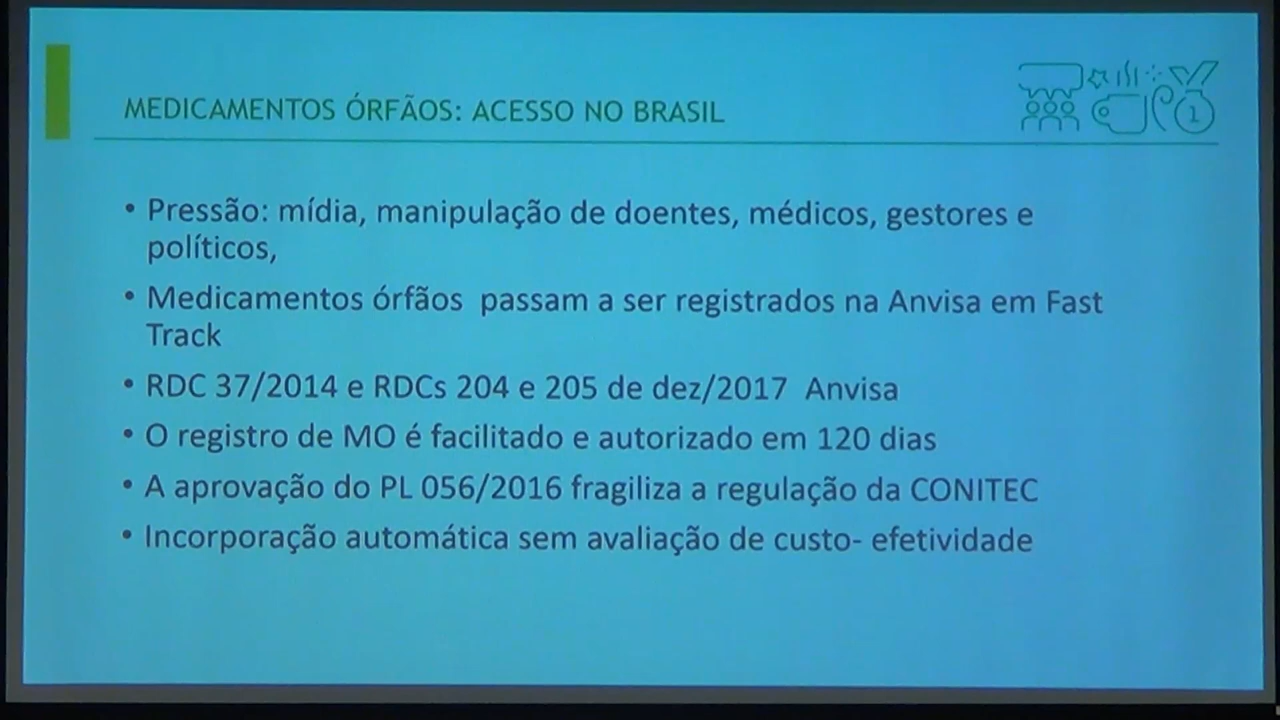 MEDICAMENTOS ÓRFÃOS: ACESSO NO BRASIL
1
• Pressão: mídia, manipulação de doentes, médicos, gestores e
políticos,
• Medicamentos órfãos passam a ser registrados na Anvisa em Fast
Track
• RDC 37/2014 e RDCs 204 e 205 de dez/2017 Anvisa
• O registro de MO é facilitado e autorizado em 120 dias
• A aprovação do PL 056/2016 fragiliza a regulação da CONITEC
• Incorporação automática sem avaliação de custo- efetividade